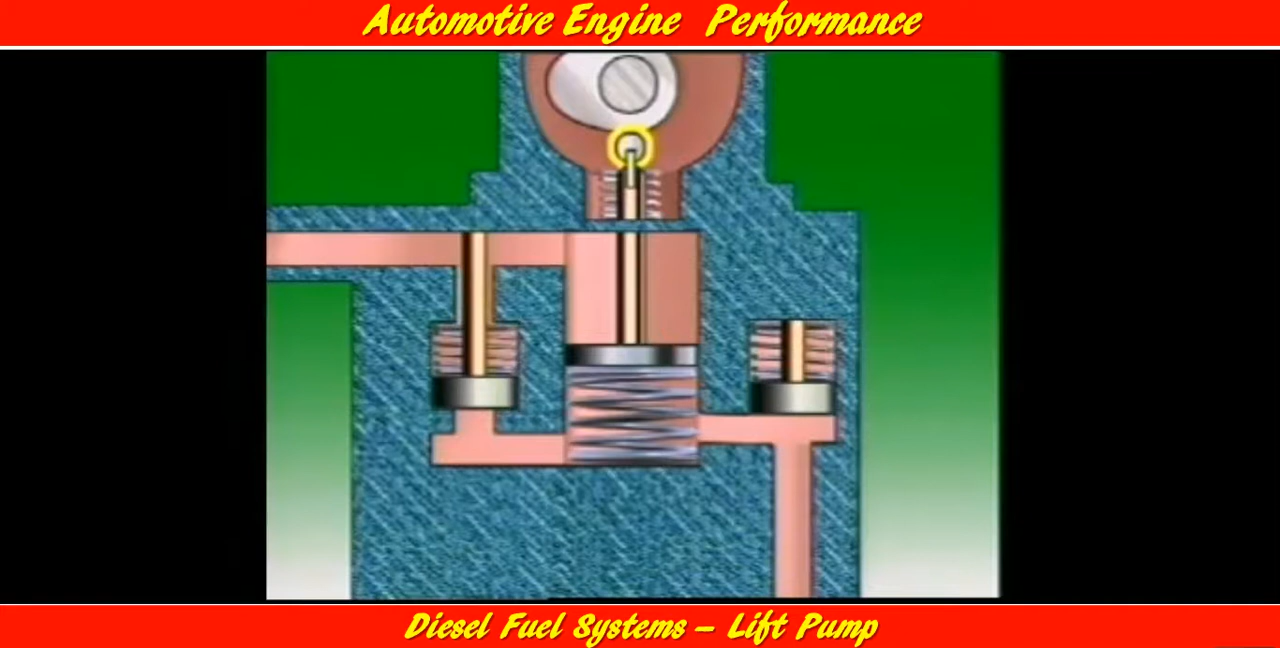 Automotive Engine Performance
Diesel Fuel Systems – Lift Pump